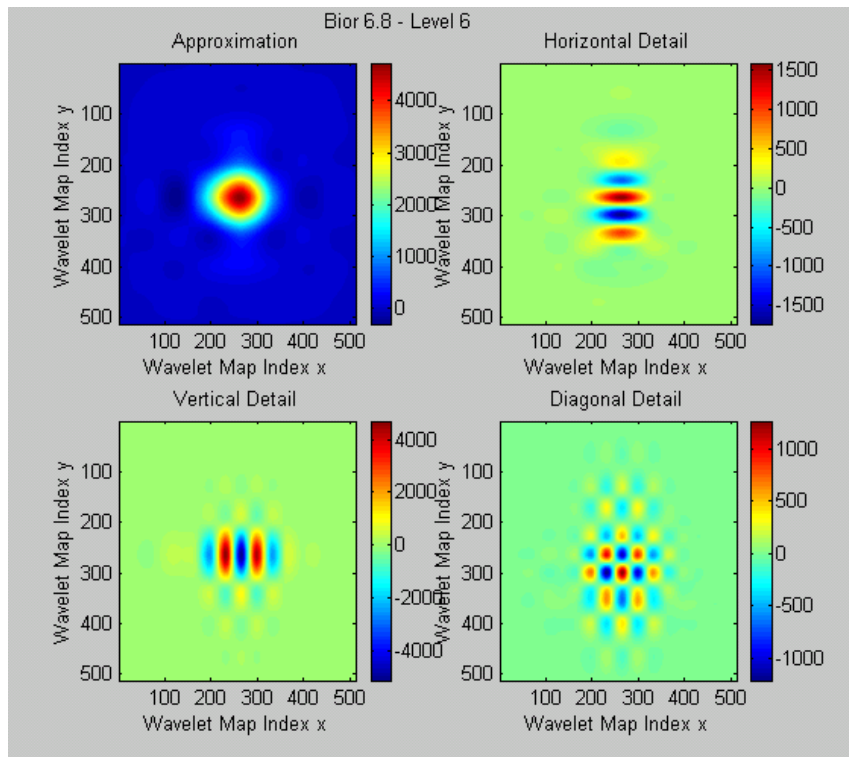 Bior 6.8 - Level 6
Approximation
Horizontal Detail
Wavelet Map Index y
100
200
300
400
500
100 200 300 400 500
Wavelet Map Index x
4000
3000
2000
1000
0
Wavelet Map Index y
100
200
300
400
500
100 200 300 400 500
Wavelet Map Index x
1500
1000
500
0
-500
-1000
-1500
Vertical Detail
Diagonal Detail
Wavelet Map Index y
100
200
300
400
500
100 200 300 400 500
Wavelet Map Index x
4000
2000
0
-2000
-4000
Wavelet Map Index y
100
200
300
400
500
100 200 300 400 500
Wavelet Map Index x
1000
500
0
-500
-1000